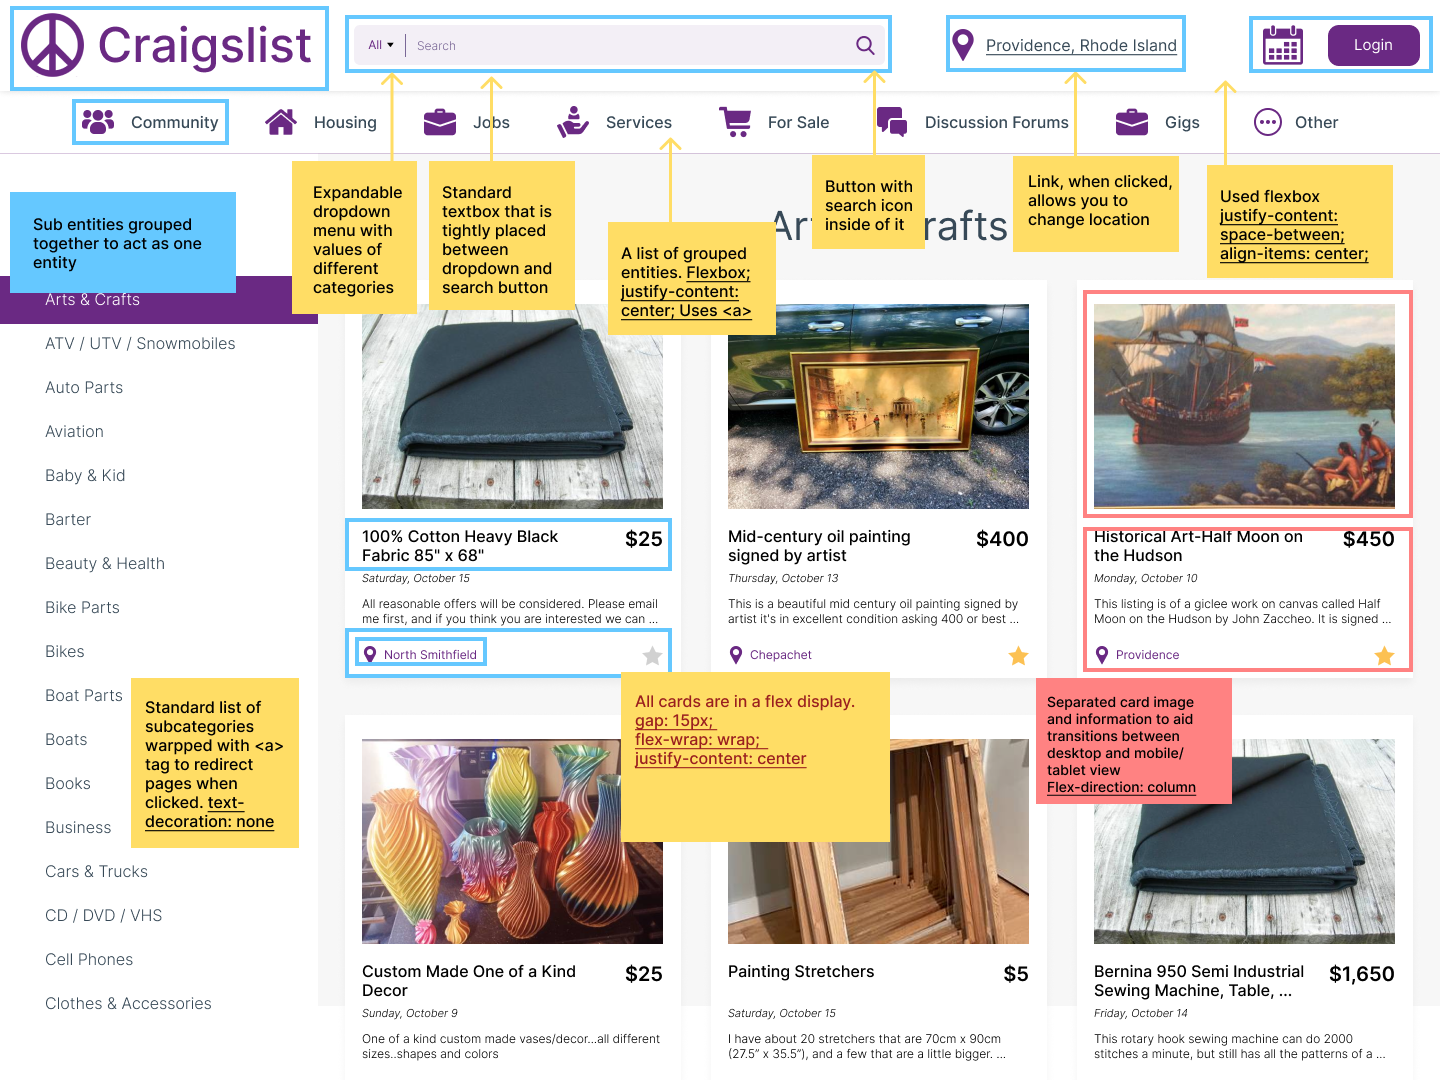 Craigslist
All
Search
Providence, Rhode Island
Login
Community
Housing
Jobs
Services
For Sale
Discussion Forums
Gigs
Other
Sub entities grouped
together to act as one
entity
Expandable
dropdown
menu with
values of
different
categories
Standard
textbox that is
tightly placed
between
dropdown and
search button
A list of grouped
entities. Flexbox;
justify-content:
center; Uses <a>
Button with
search icon
inside of it
Link, when clicked,
allows you to
change location
Used flexbox
justify-content:
space-between;
align-items: center;
Arts & Crafts
ATV / UTV / Snowmobiles
Auto Parts
Aviation
Baby & Kid
Barter
Beauty & Health
Bike Parts
Bikes
Boat Parts
Boats
Books
Business
Cars & Trucks
CD / DVD / VHS
Cell Phones
Clothes & Accessories
Standard list of
subcategories
warpped with <a>
tag to redirect
pages when
clicked. text-
decoration: none
100% Cotton Heavy Black
Fabric 85" x 68"
$25
Saturday, October 15
All reasonable offers will be considered. Please email
me first, and if you think you are interested we can ...
North Smithfield
Mid-century oil painting
signed by artist
$400
Thursday, October 13
This is a beautiful mid century oil painting signed by
artist it's in excellent condition asking 400 or best ...
Chepachet
Historical Art-Half Moon on
the Hudson
$450
Monday, October 10
This listing is of a giclee work on canvas called Half
Moon on the Hudson by John Zaccheo. It is signed ...
Providence
All cards are in a flex display.
gap: 15px;
flex-wrap: wrap;
justify-content: center
Separated card image
and information to aid
transitions between
desktop and mobile/
tablet view
Flex-direction: column
Custom Made One of a Kind
Decor
$25
Sunday, October 9
One of a kind custom made vases/decor...all different
sizes..shapes and colors
Painting Stretchers
$5
Saturday, October 15
I have about 20 stretchers that are 70cm x 90cm
(27.5” x 35.5”), and a few that are a little bigger. ...
Bernina 950 Semi Industrial
Sewing Machine, Table, ...
$1,650
Friday, October 14
This rotary hook sewing machine can do 2000
stitches a minute, but still has all the patterns of a ...